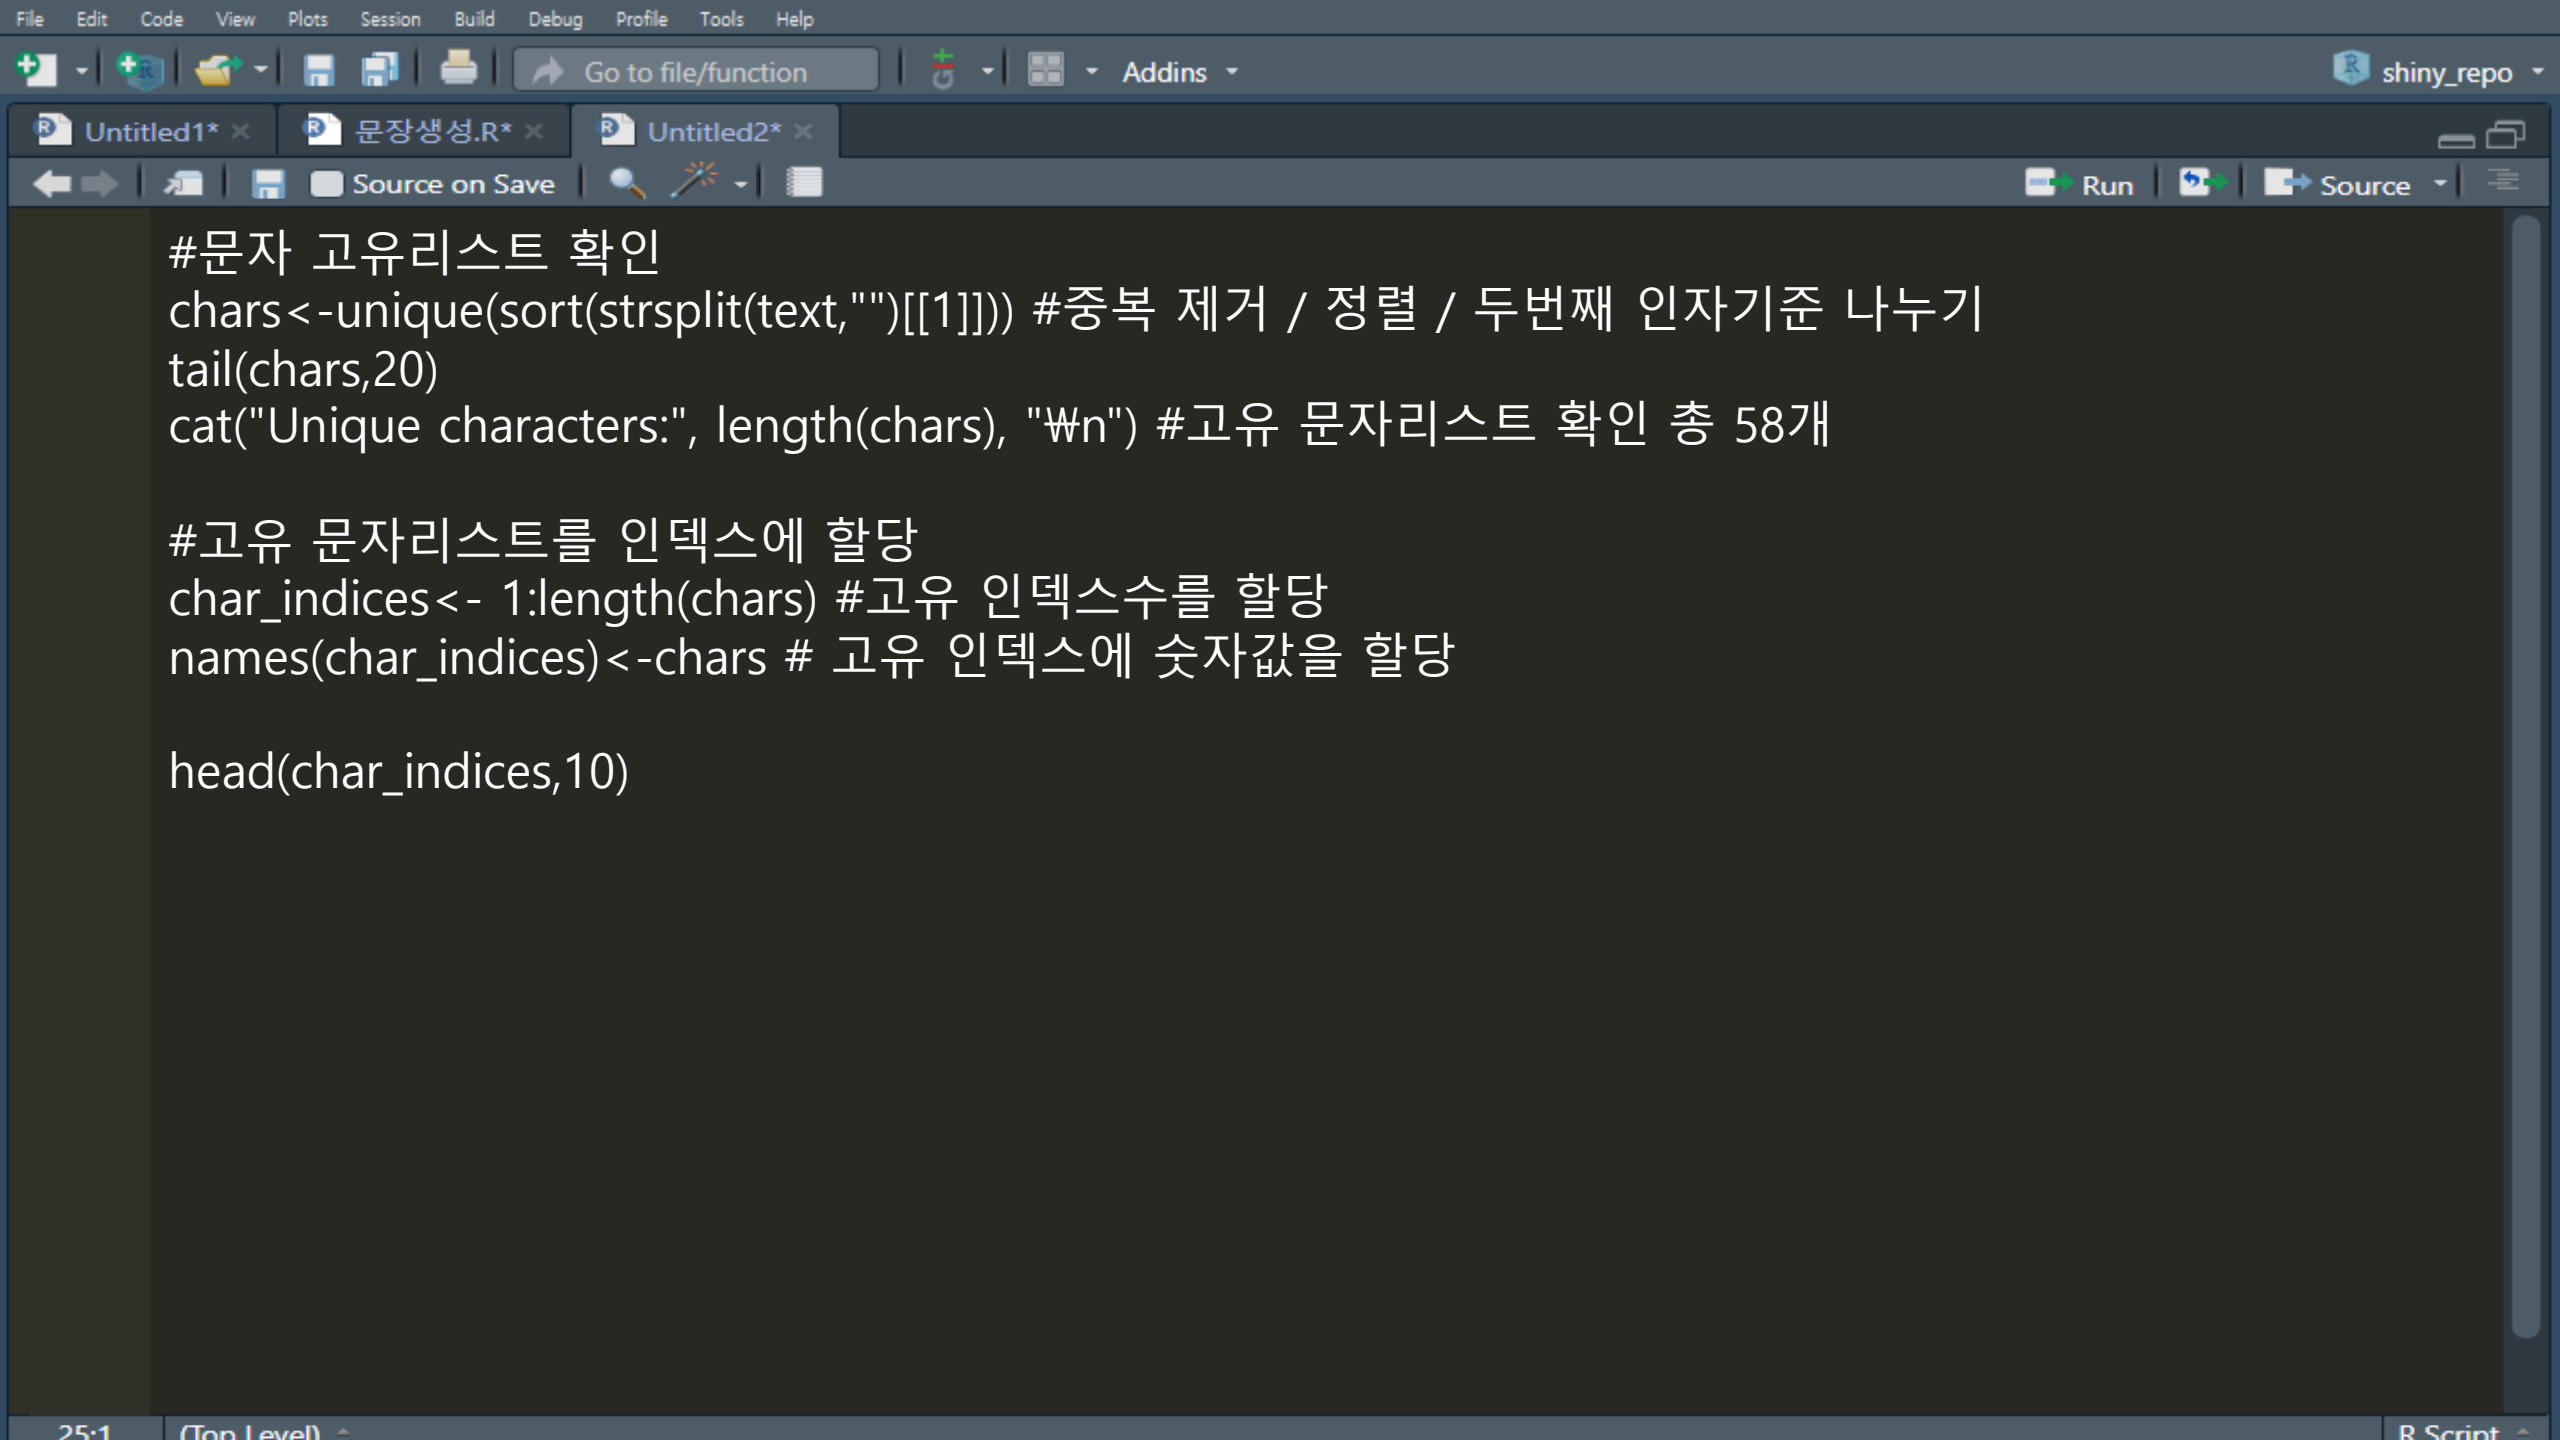 File Edit Code View Plots Session Build Debug Profile Tools Help
Go to file/function Addins shiny_repo
Untitled1* 문장생성.R* Untitled2*
Source on Save Run Source
#문자 고유리스트 확인
chars<-unique(sort(strsplit(text,"")[[1]])) #중복 제거 / 정렬 / 두번째 인자기준 나누기
tail(chars,20)
cat("Unique characters:", length(chars), "₩n") #고유 문자리스트 확인 총 58개
#고유 문자리스트를 인덱스에 할당
char_indices<- 1:length(chars) #고유 인덱스수를 할당
names(char_indices)<-chars # 고유 인덱스에 숫자값을 할당
head(char_indices,10)
25:1 (Top Level) R Script